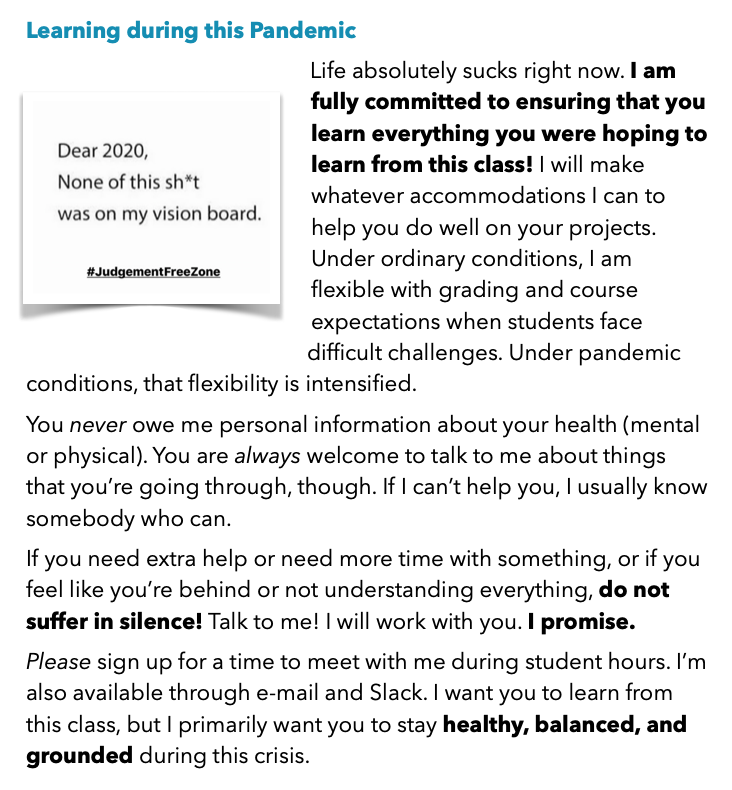 Learning during this Pandemic
Dear 2020,
None of this sh*t
was on my vision board.
#JudgementFreeZone
Life absolutely sucks right now. I am
fully committed to ensuring that you
learn everything you were hoping to
learn from this class! I will make
whatever accommodations I can to
help you do well on your projects.
Under ordinary conditions, I am
flexible with grading and course
expectations when students face
difficult challenges. Under pandemic
conditions, that flexibility is intensified.
You never owe me personal information about your health (mental
or physical). You are always welcome to talk to me about things
that you’re going through, though. If I can’t help you, I usually know
somebody who can.
If you need extra help or need more time with something, or if you
feel like you’re behind or not understanding everything, do not
suffer in silence! Talk to me! I will work with you. I promise.
Please sign up for a time to meet with me during student hours. I’m
also available through e-mail and Slack. I want you to learn from
this class, but I primarily want you to stay healthy, balanced, and
grounded during this crisis.